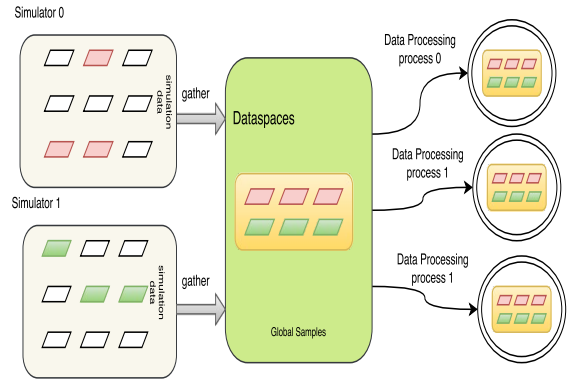 Simulator 0
simulation
data
gather
Simulator 1
simulation
data
gather
Dataspaces
Global Samples
Data Processing
process 0
Data Processing
process 1
Data Processing
process 1